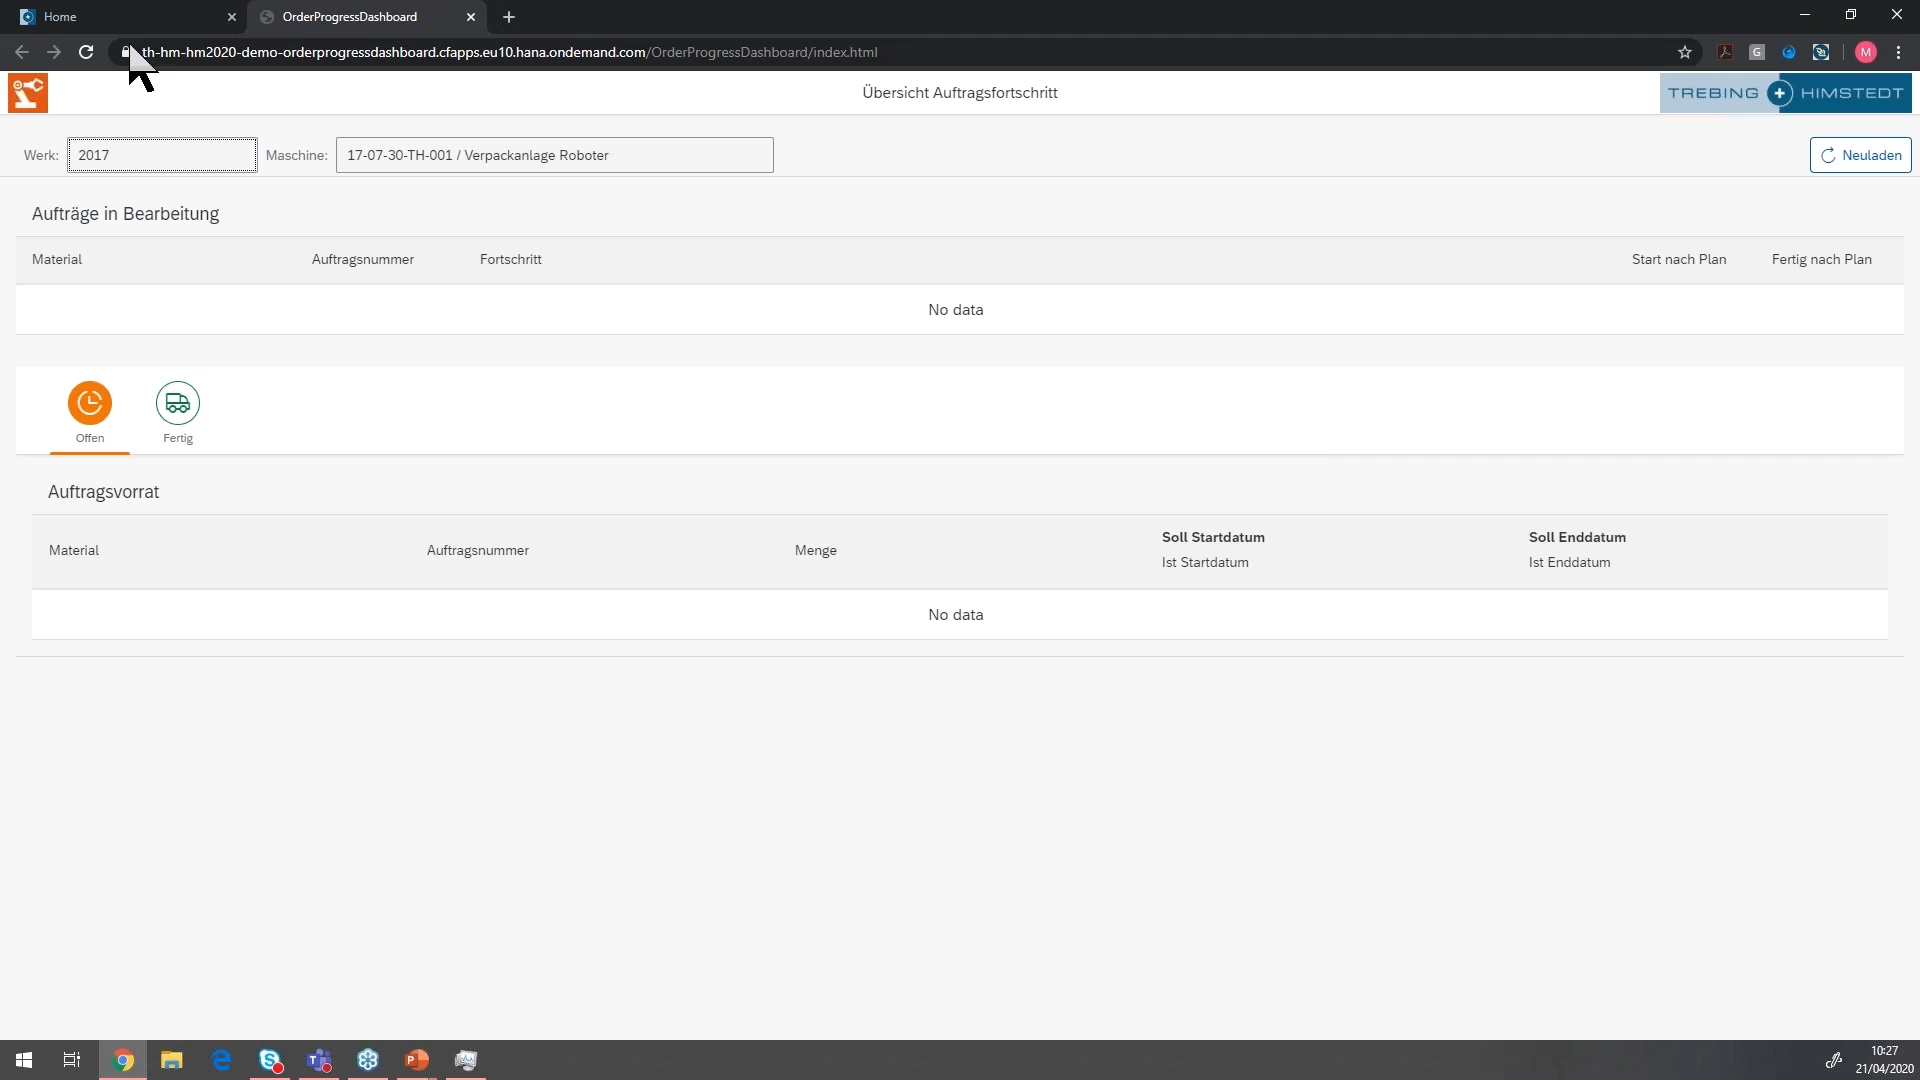 Home
OrderProgressDashboard
th-hm-hm2020-demo-orderprogressdashboard.cfapps.eu10.hana.ondemand.com/OrderProgressDashboard/index.html
M
Übersicht Auftragsfortschritt
TREBING + HIMSTEDT
Werk: 2017 Maschine: 17-07-30-TH-001 / Verpackanlage Roboter
Neuladen
Aufträge in Bearbeitung
Material Auftragsnummer Fortschritt Start nach Plan Fertig nach Plan
No data
Offen Fertig
Auftragsvorrat
Material Auftragsnummer Menge Soll Startdatum Soll Enddatum
Ist Startdatum Ist Enddatum
No data
10:27
21/04/2020